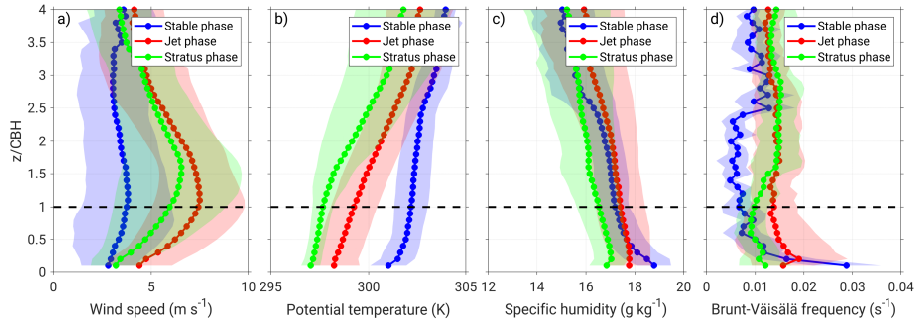 a)
Stable phase
Jet phase
Stratus phase
b)
Stable phase
Jet phase
Stratus phase
c)
Stable phase
Jet phase
Stratus phase
d)
Stable phase
Jet phase
Stratus phase
4
3.5
3
2.5
2
1.5
1
0.5
0
z/CBH
0 5 10 295 300 305 12 14 16 18 20 0 0.01 0.02 0.03 0.04
Wind speed (m s⁻¹)
Potential temperature (K)
Specific humidity (g kg⁻¹)
Brunt-Väisälä frequency (s⁻¹)